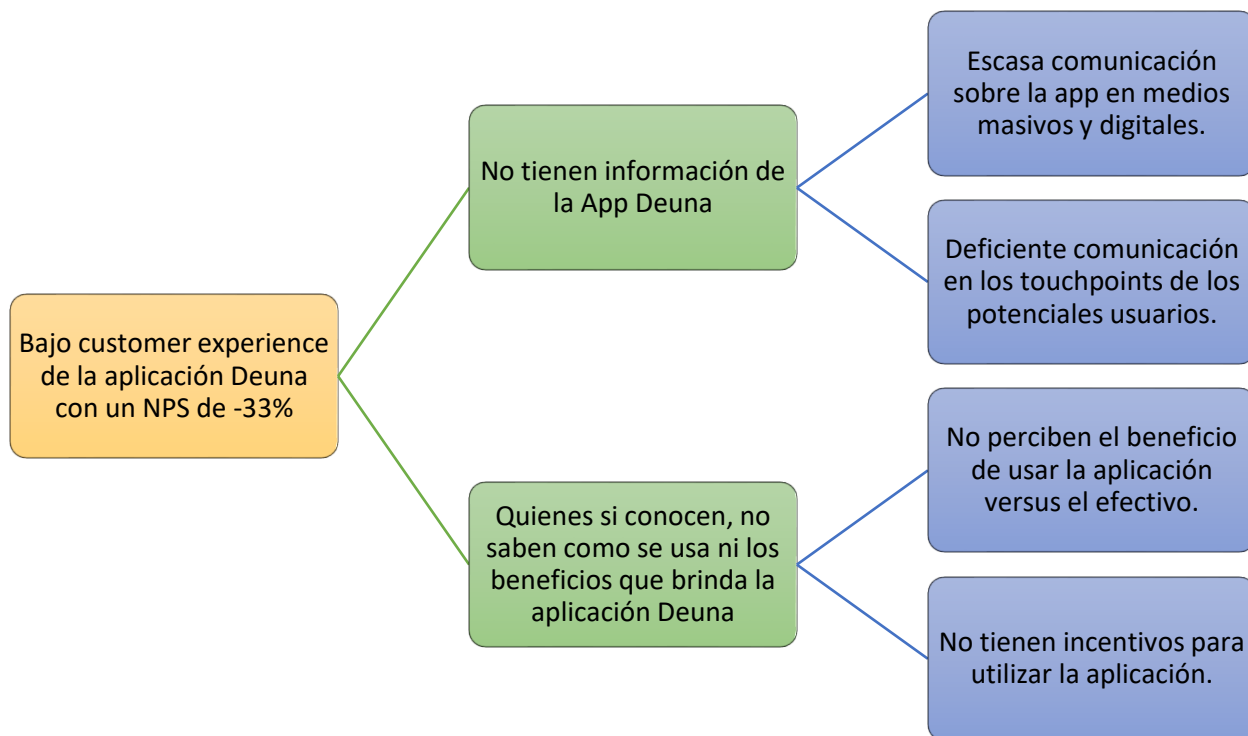 Bajo customer experience
de la aplicación Deuna
con un NPS de -33%
No tienen información de
la App Deuna
Escasa comunicación
sobre la app en medios
masivos y digitales.
Deficiente comunicación
en los touchpoints de los
potenciales usuarios.
Quienes si conocen, no
saben como se usa ni los
beneficios que brinda la
aplicación Deuna
No perciben el beneficio
de usar la aplicación
versus el efectivo.
No tienen incentivos para
utilizar la aplicación.